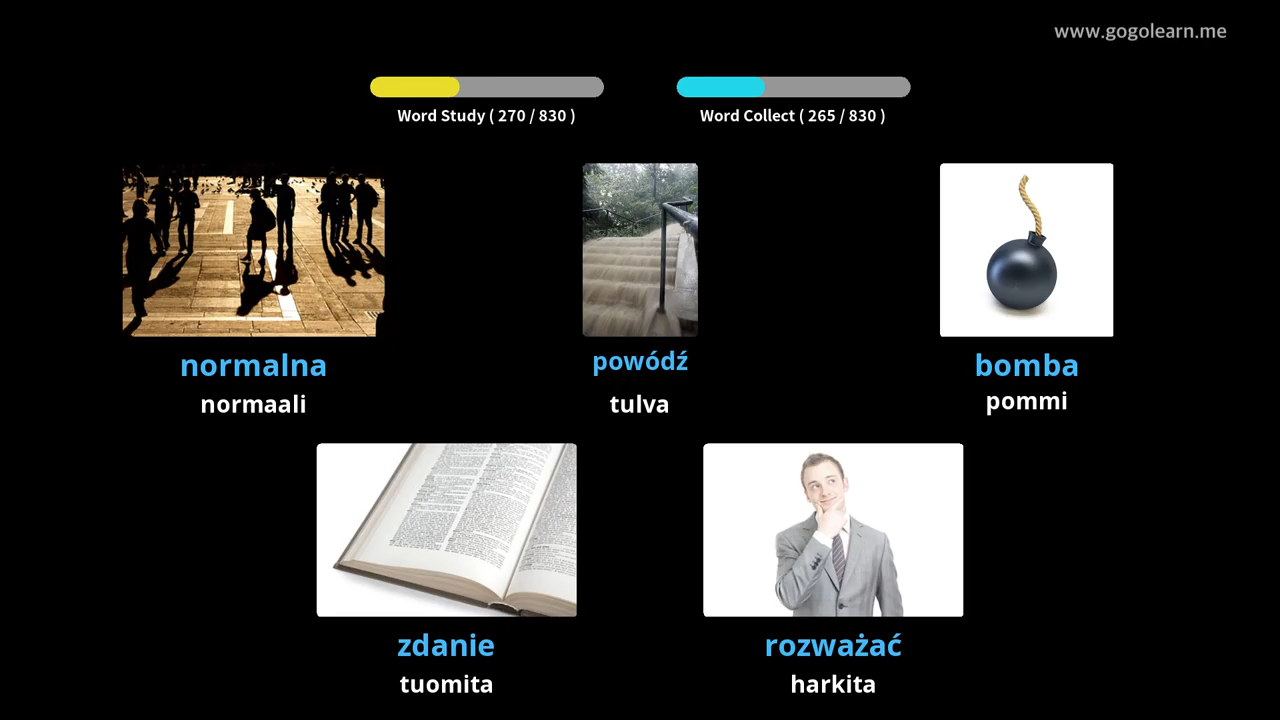 www.gogolearn.me
Word Study ( 270 / 830 )
Word Collect ( 265 / 830 )
normalna
normaali
powódź
tulva
bomba
pommi
zdanie
tuomita
rozważać
harkita